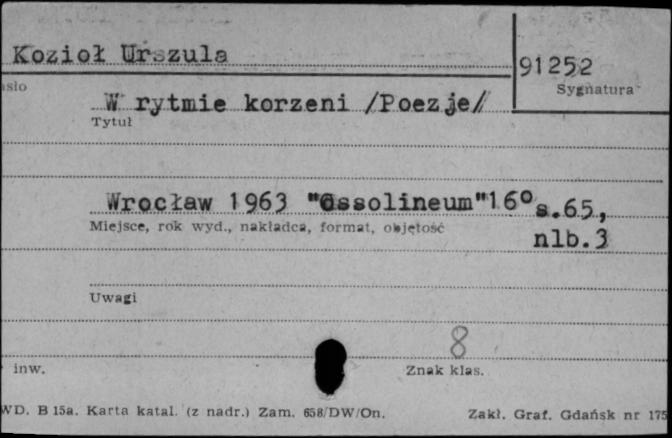 Kozioł Urszula
91252
Sygnatura
W rytmie korzeni /Poezje/
Tytuł
Wrocław 1963 "Ossolineum" 16° s.65,
Miejsce, rok wyd., nakładca, format, objętość
nlb.3
Uwagi
8
inw.
Znak klas.
WD. B 15a. Karta katal. (z nadr.) Zam. 658/DW/On.
Zakł. Graf. Gdańsk nr 175